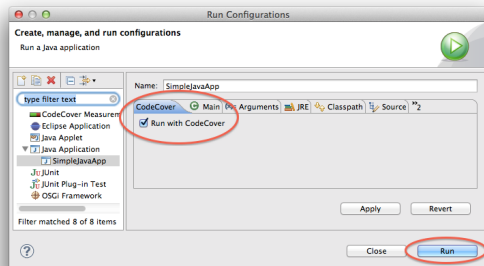 Run Configurations
Create, manage, and run configurations
Run a Java application
Name: SimpleJavaApp
type filter text
CodeCover Main (x)= Arguments JRE Classpath Source »2
Run with CodeCover
CodeCover Measurem
Eclipse Application
Java Applet
Java Application
SimpleJavaApp
JUnit
JUnit Plug-in Test
OSGi Framework
Apply Revert
Filter matched 8 of 8 items
Close Run